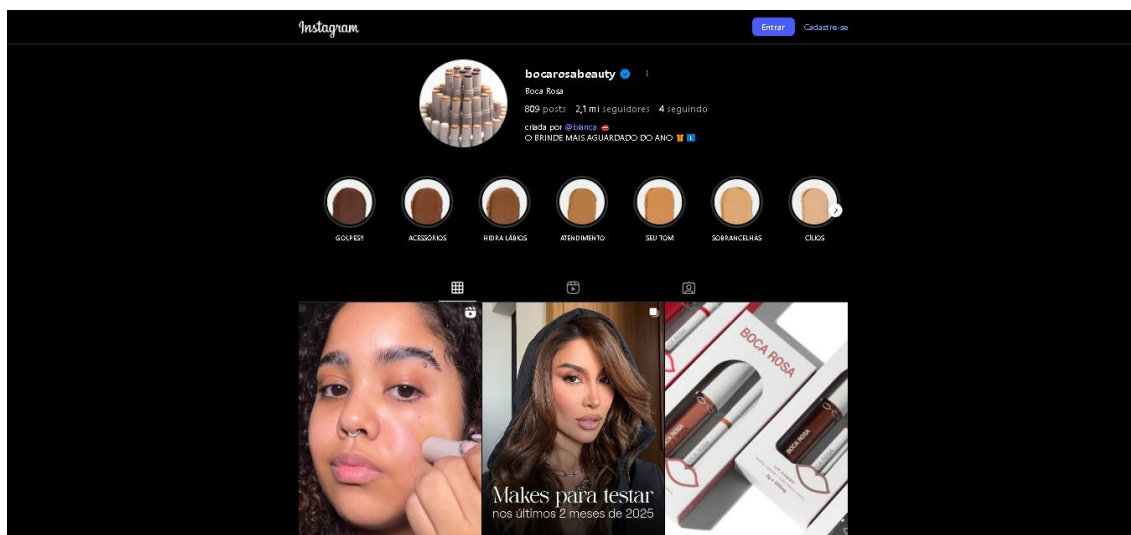 Instagram
Entrar
Cadastre-se
bocarosabeauty
Boca Rosa
809 posts 2,1 mi seguidores 4 seguindo
criada por @bianca
O BRINDE MAIS AGUARDADO DO ANO
GOLPES!!
ACESSÓRIOS
HIDRA LÁBIOS
ATENDIMENTO
SEU TOM
SOBRANCELHAS
CÍLIOS
Makes para testar
nos últimos 2 meses de 2025
BOCA ROSA
BOCA ROSA
BOCA ROSA